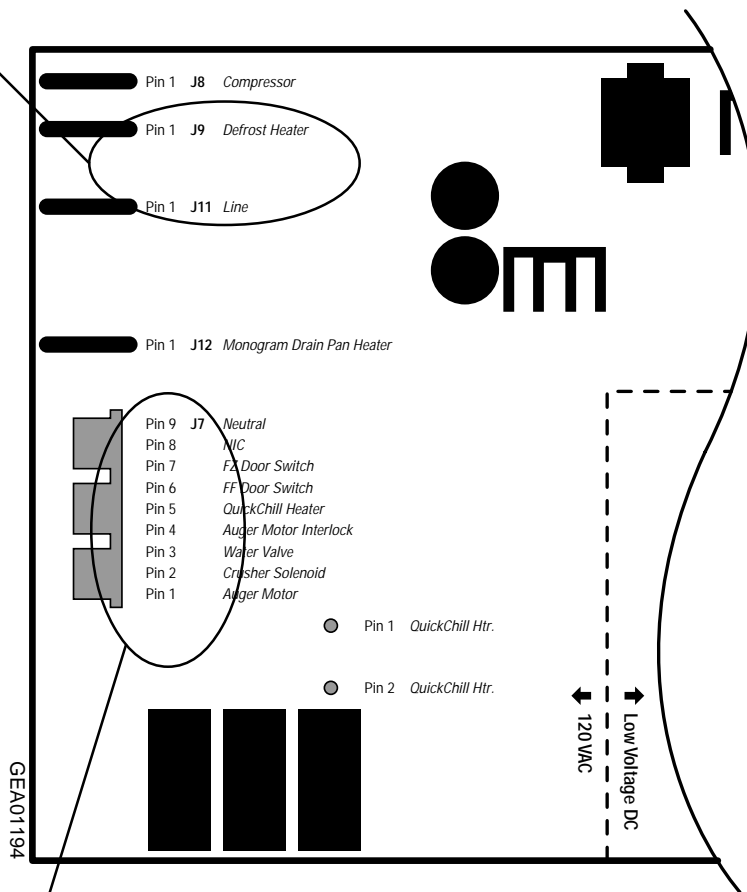 Pin 1 J8 Compressor
Pin 1 J9 Defrost Heater
Pin 1 J11 Line
Pin 1 J12 Monogram Drain Pan Heater
Pin 9 J7 Neutral
Pin 8 NIC
Pin 7 FZ Door Switch
Pin 6 FF Door Switch
Pin 5 QuickChill Heater
Pin 4 Auger Motor Interlock
Pin 3 Water Valve
Pin 2 Crusher Solenoid
Pin 1 Auger Motor
Pin 1 QuickChill Htr.
Pin 2 QuickChill Htr.
120 VAC
Low Voltage DC
GEA01194